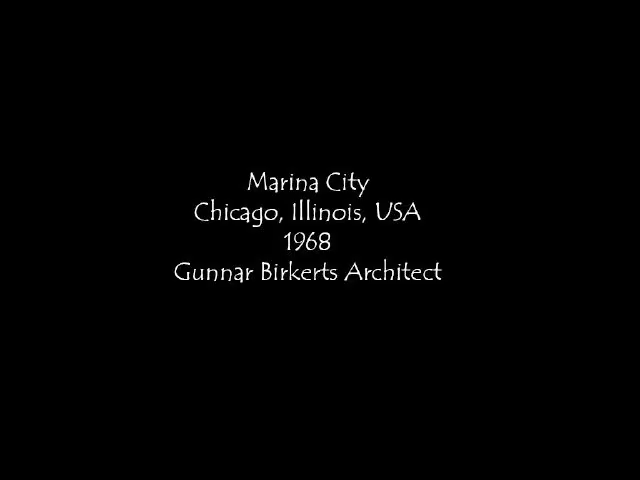 Marina City
Chicago, Illinois, USA
1968
Gunnar Birkerts Architect